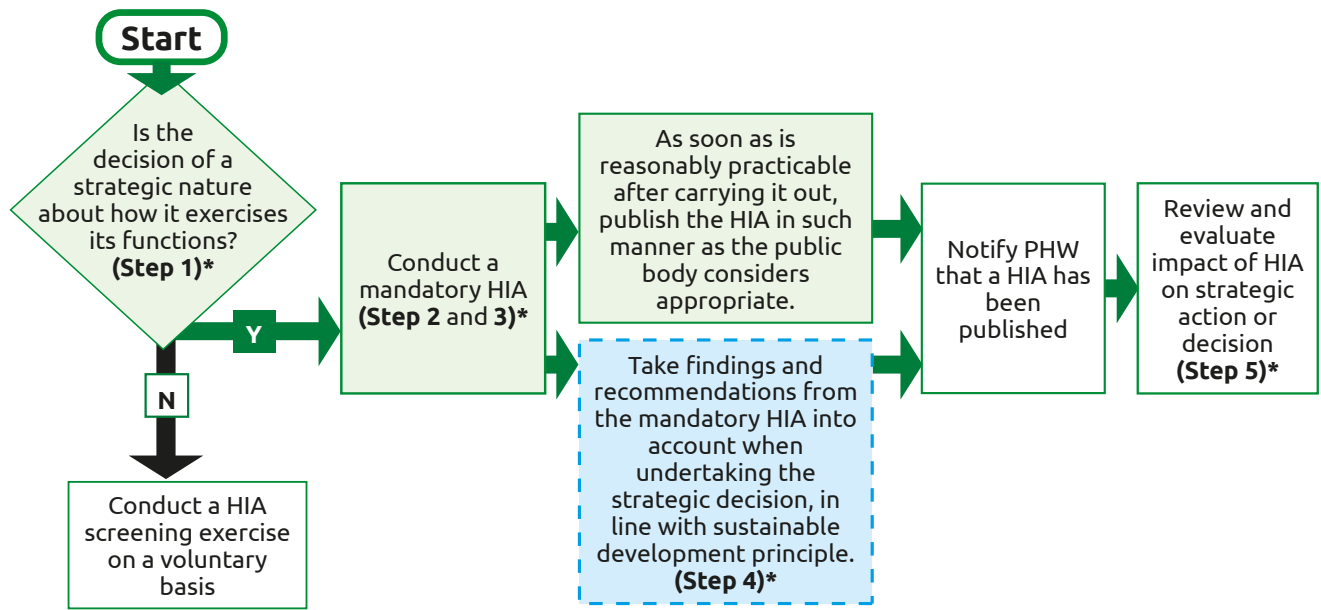 Start
Is the
decision of a
strategic nature
about how it exercises
its functions?
(Step 1)*
Y
N
Conduct a HIA
screening exercise
on a voluntary
basis
Conduct a
mandatory HIA
(Step 2 and 3)*
As soon as is
reasonably practicable
after carrying it out,
publish the HIA in such
manner as the public
body considers
appropriate.
Take findings and
recommendations from
the mandatory HIA into
account when
undertaking the
strategic decision, in
line with sustainable
development principle.
(Step 4)*
Notify PHW
that a HIA has
been
published
Review and
evaluate
impact of HIA
on strategic
action or
decision
(Step 5)*